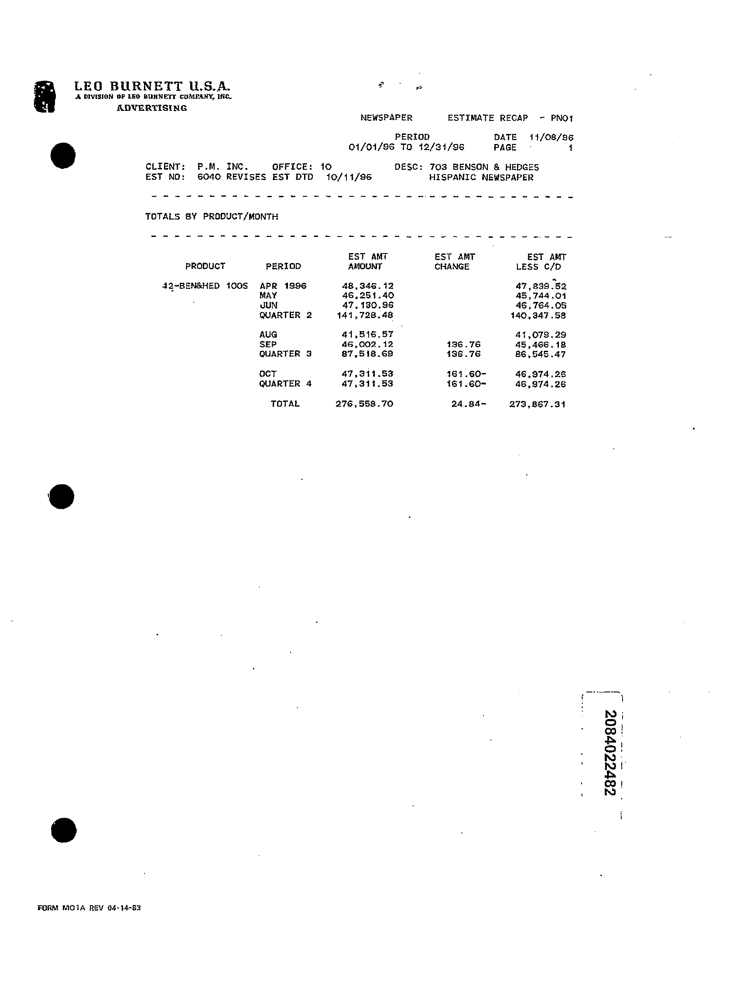 LEO BURNETT U.S.A.
A DIVISION OF LEO BURNETT COMPANY, INC.
ADVERTISING
NEWSPAPER ESTIMATE RECAP - PNO1
PERIOD DATE 11/08/96
01/01/96 TO 12/31/96 PAGE 1
CLIENT: P.M. INC. OFFICE: 10 DESC: 703 BENSON & HEDGES
EST NO: 6040 REVISES EST DTD 10/11/96 HISPANIC NEWSPAPER
TOTALS BY PRODUCT/MONTH
EST AMT EST AMT EST AMT
PRODUCT PERIOD AMOUNT CHANGE LESS C/D
42-BEN&HED 100S APR 1996 48,346.12 47,839.52
MAY 46,251.40 45,744.01
JUN 47,130.96 46,764.05
QUARTER 2 141,728.48 140,347.58
AUG 41,516.57 41,079.29
SEP 46,002.12 136.76 45,466.18
QUARTER 3 87,518.69 136.76 86,545.47
OCT 47,311.53 161.60- 46,974.26
QUARTER 4 47,311.53 161.60- 46,974.26
TOTAL 276,558.70 24.84- 273,867.31
2084022482
FORM MO1A REV 04-14-83